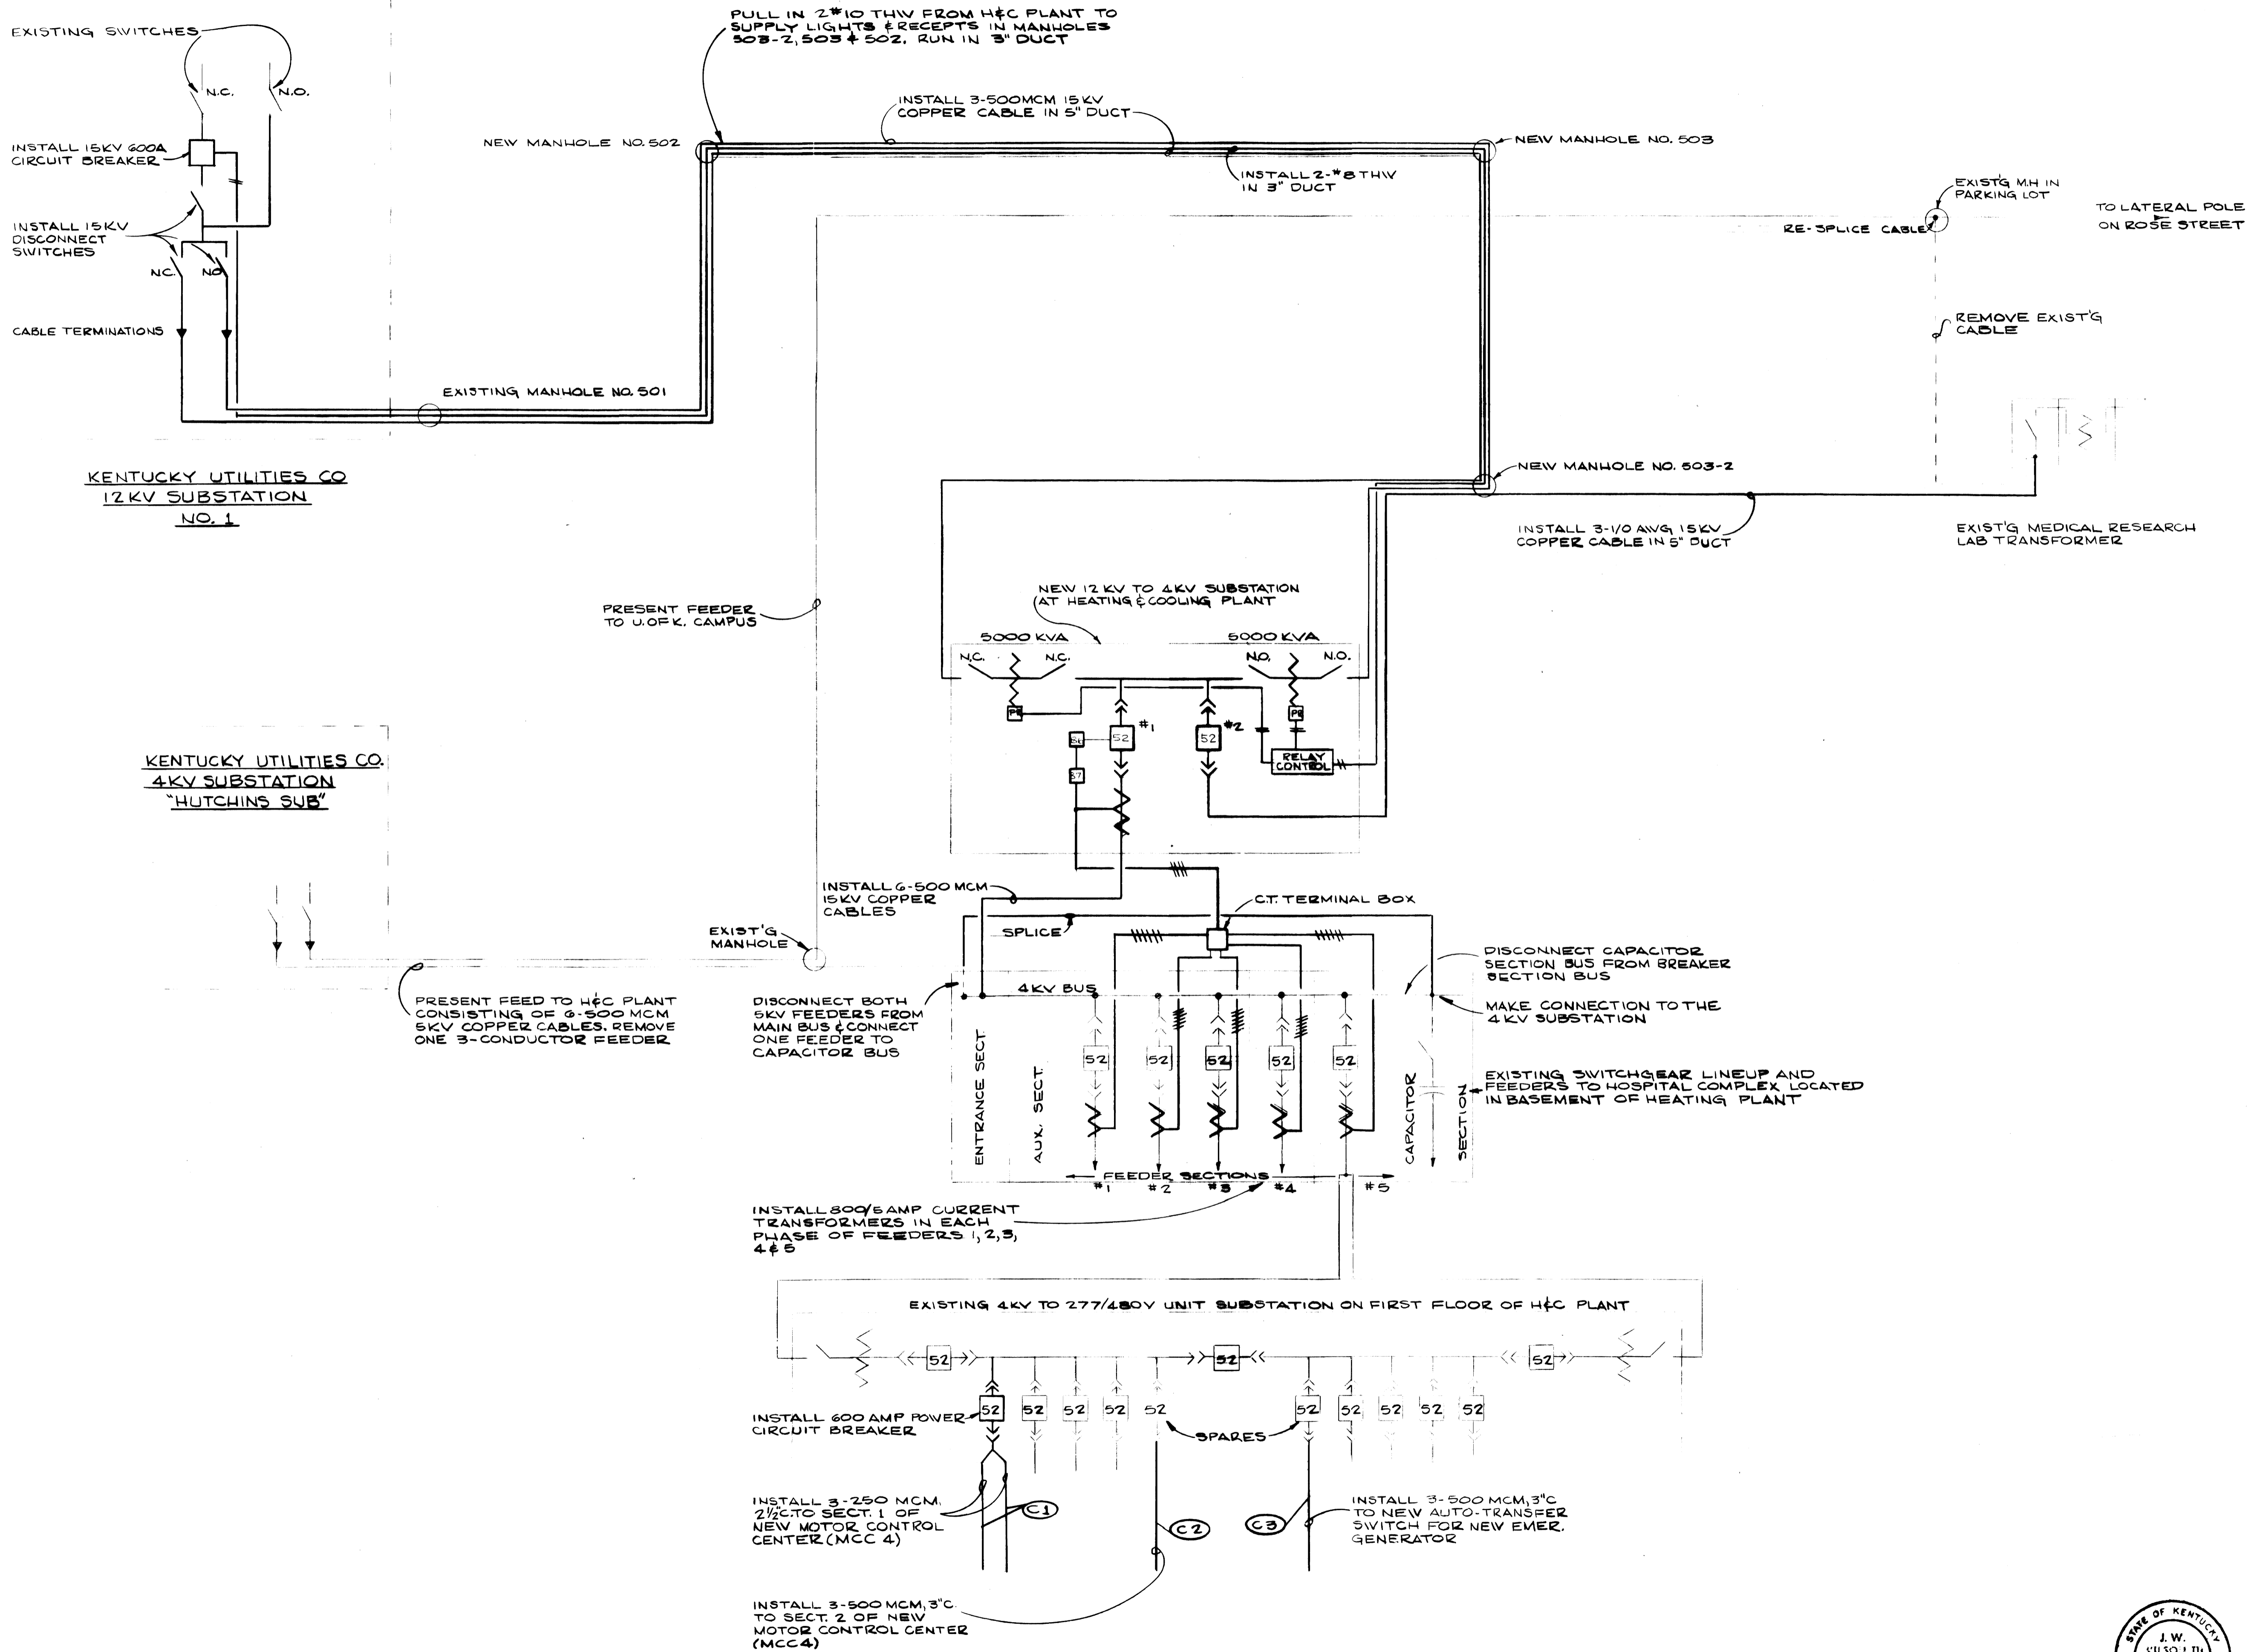 EXISTING SWITCHES
N.C.
N.O.
INSTALL 15KV 600A
CIRCUIT BREAKER
INSTALL 15KV
DISCONNECT
SWITCHES
N.C.
NO
CABLE TERMINATIONS
EXISTING MANHOLE NO. 501
KENTUCKY UTILITIES CO
12KV SUBSTATION
NO. 1
PULL IN 2#10 THW FROM H&C PLANT TO
SUPPLY LIGHTS & RECEPTS IN MANHOLES
503-2, 503 & 502. RUN IN 3" DUCT
NEW MANHOLE NO. 502
INSTALL 3-500MCM 15KV
COPPER CABLE IN 5" DUCT
INSTALL 2-#8 THW
IN 3" DUCT
NEW MANHOLE NO. 503
EXIST'G M.H IN
PARKING LOT
TO LATERAL POLE
ON ROSE STREET
RE-SPLICE CABLE
REMOVE EXIST'G
CABLE
NEW MANHOLE NO. 503-2
INSTALL 3-1/0 AWG 15KV
COPPER CABLE IN 5" DUCT
EXIST'G MEDICAL RESEARCH
LAB TRANSFORMER
PRESENT FEEDER
TO U. OF K. CAMPUS
NEW 12 KV TO 4KV SUBSTATION
AT HEATING & COOLING PLANT
5000 KVA
5000 KVA
N.C.
N.C.
N.O.
N.O.
PR
PR
#1
#2
52
52
86
87
RELAY
CONTROL
KENTUCKY UTILITIES CO.
4KV SUBSTATION
"HUTCHINS SUB"
INSTALL 6-500 MCM
15KV COPPER
CABLES
C.T. TERMINAL BOX
SPLICE
EXIST'G
MANHOLE
PRESENT FEED TO H&C PLANT
CONSISTING OF 6-500 MCM
5KV COPPER CABLES. REMOVE
ONE 3-CONDUCTOR FEEDER
DISCONNECT BOTH
5KV FEEDERS FROM
MAIN BUS & CONNECT
ONE FEEDER TO
CAPACITOR BUS
4KV BUS
DISCONNECT CAPACITOR
SECTION BUS FROM BREAKER
SECTION BUS
MAKE CONNECTION TO THE
4KV SUBSTATION
52
52
52
52
52
ENTRANCE SECT.
AUX. SECT.
CAPACITOR
SECTION
EXISTING SWITCHGEAR LINEUP AND
FEEDERS TO HOSPITAL COMPLEX LOCATED
IN BASEMENT OF HEATING PLANT
FEEDER SECTIONS
#1
#2
#3
#4
#5
INSTALL 800/5 AMP CURRENT
TRANSFORMERS IN EACH
PHASE OF FEEDERS 1, 2, 3,
4 & 5
EXISTING 4KV TO 277/480V UNIT SUBSTATION ON FIRST FLOOR OF H&C PLANT
52
52
52
52
52
52
52
52
52
52
52
52
52
INSTALL 600 AMP POWER
CIRCUIT BREAKER
SPARES
INSTALL 3-250 MCM,
2½"C.TO SECT. 1 OF
NEW MOTOR CONTROL
CENTER (MCC 4)
C1
C2
C3
INSTALL 3-500 MCM, 3"C
TO NEW AUTO-TRANSFER
SWITCH FOR NEW EMER.
GENERATOR
INSTALL 3-500 MCM, 3"C.
TO SECT. 2 OF NEW
MOTOR CONTROL CENTER
(MCC4)
STATE OF KENTUCKY
J. W.